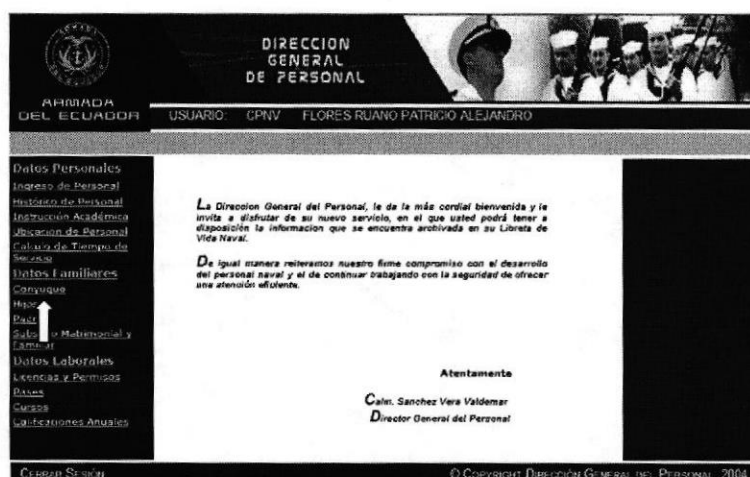 DIRECCION
GENERAL
DE PERSONAL
ARMADA
DEL ECUADOR
USUARIO: CPNV FLORES RUANO PATRICIO ALEJANDRO
Datos Personales
Ingreso de Personal
Histórico de Personal
Instrucción Académica
Ubicación de Personal
Calculo de Tiempo de
Servicio
Datos Familiares
Conyugue
Matrimonial y
Familiar
Datos Laborales
Licencias y Permisos
Pases
Cursos
Calificaciones Anuales
La Direccion General del Personal, le da la más cordial bienvenida y le
invita a disfrutar de su nuevo servicio, en el que usted podrá tener a
disposición la informacion que se encuentra archivada en su Libreta de
Vida Naval.
De igual manera reiteramos nuestro firme compromiso con el desarrollo
del personal naval y el de continuar trabajando con la seguridad de ofrecer
una atención eficiente.
Atentamente
Calm. Sanchez Vera Valdemar
Director General del Personal
CERRAR SESIÓN
© COPYRIGHT DIRECCIÓN GENERAL DEL PERSONAL 2004